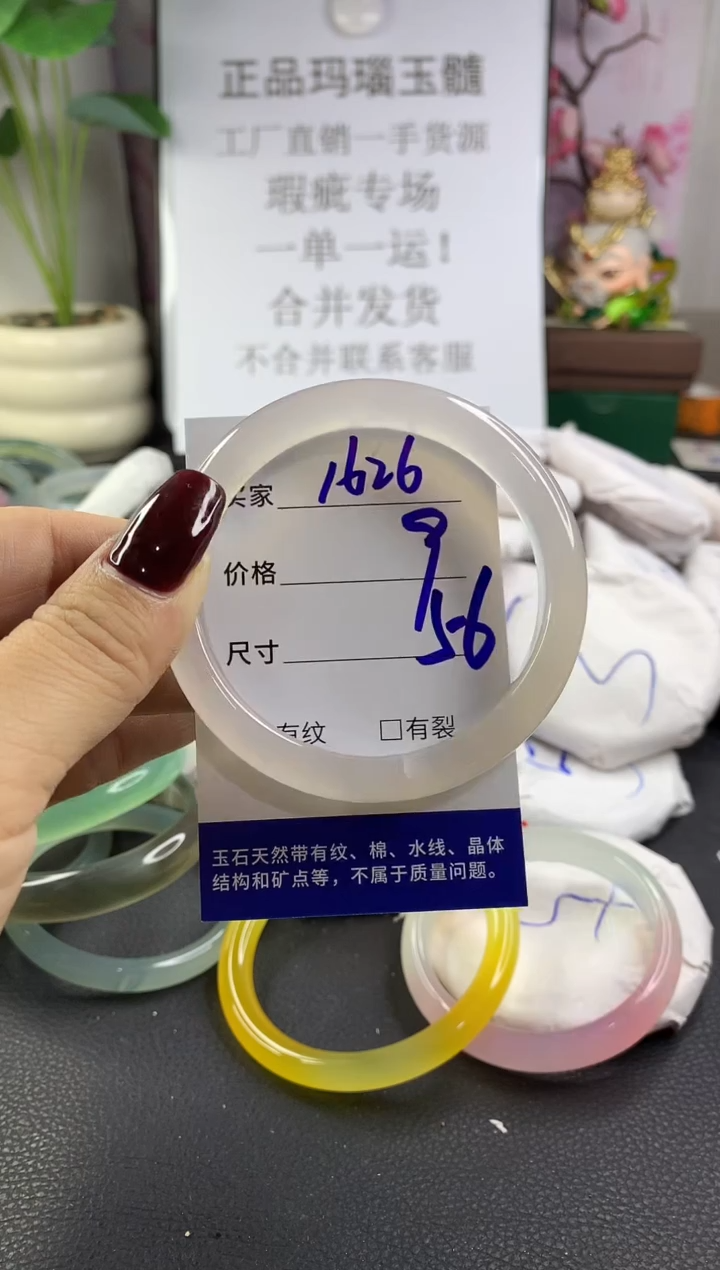 正品玛瑙玉髓
工厂直销一手货源
瑕疵专场
一单一运！
合并发货
不合并联系客服
买家 1626
价格 9
尺寸 56
有纹 □有裂
玉石天然带有纹、棉、水线、晶体
结构和矿点等，不属于质量问题。